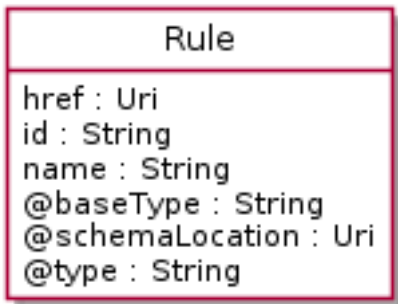 Rule
href : Uri
id : String
name : String
@baseType : String
@schemaLocation : Uri
@type : String